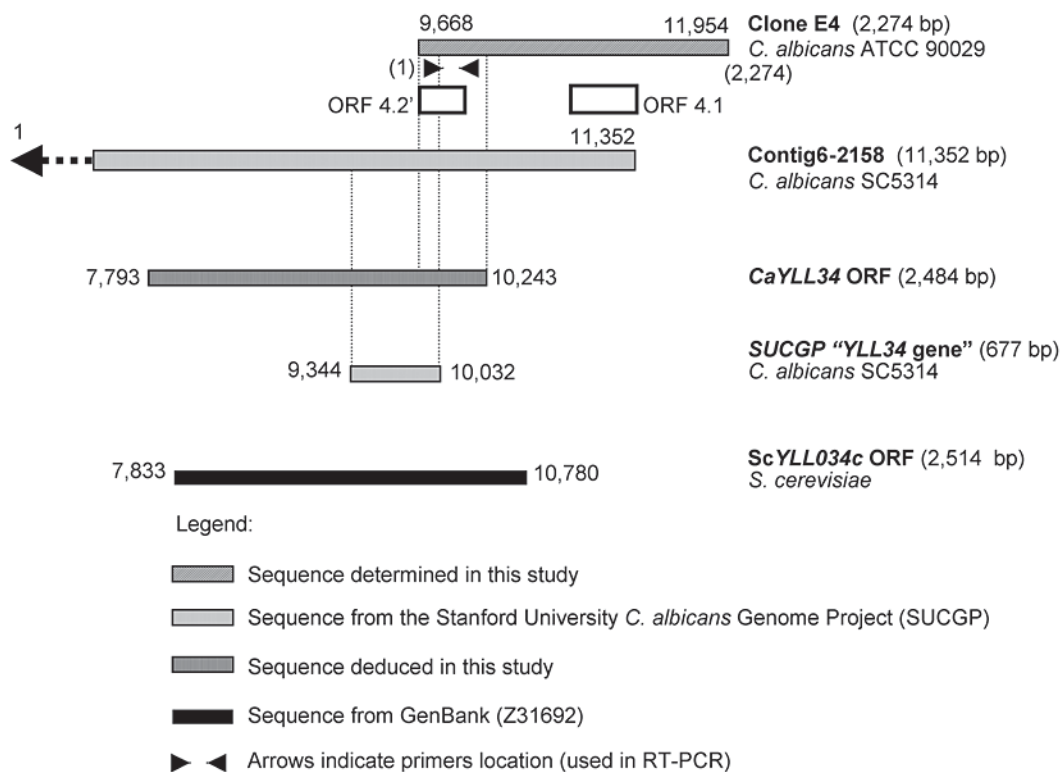 9,668 11,954 Clone E4 (2,274 bp)
C. albicans ATCC 90029
(1) (2,274)
ORF 4.2’ ORF 4.1
1 11,352 Contig6-2158 (11,352 bp)
C. albicans SC5314
7,793 10,243 CaYLL34 ORF (2,484 bp)
SUCGP “YLL34 gene” (677 bp)
9,344 10,032 C. albicans SC5314
7,833 10,780 ScYLL034c ORF (2,514 bp)
S. cerevisiae
Legend:
Sequence determined in this study
Sequence from the Stanford University C. albicans Genome Project (SUCGP)
Sequence deduced in this study
Sequence from GenBank (Z31692)
Arrows indicate primers location (used in RT-PCR)